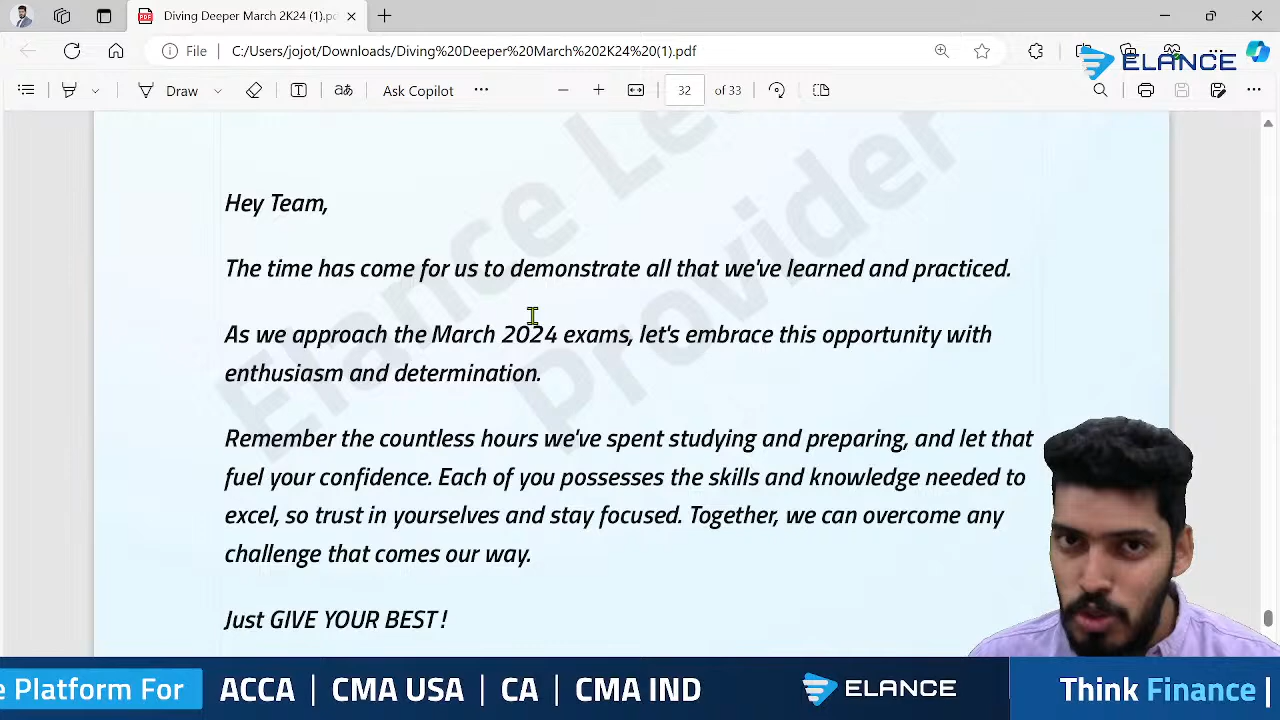 Diving Deeper March 2K24 (1).pd
File C:/Users/jojot/Downloads/Diving%20Deeper%20March%202K24%20(1).pdf
ELANCE
Draw Ask Copilot 32 of 33
Elance
Provider
Hey Team,
The time has come for us to demonstrate all that we've learned and practiced.
As we approach the March 2024 exams, let's embrace this opportunity with
enthusiasm and determination.
Remember the countless hours we've spent studying and preparing, and let that
fuel your confidence. Each of you possesses the skills and knowledge needed to
excel, so trust in yourselves and stay focused. Together, we can overcome any
challenge that comes our way.
Just GIVE YOUR BEST !
e Platform For ACCA | CMA USA | CA | CMA IND ELANCE Think Finance |